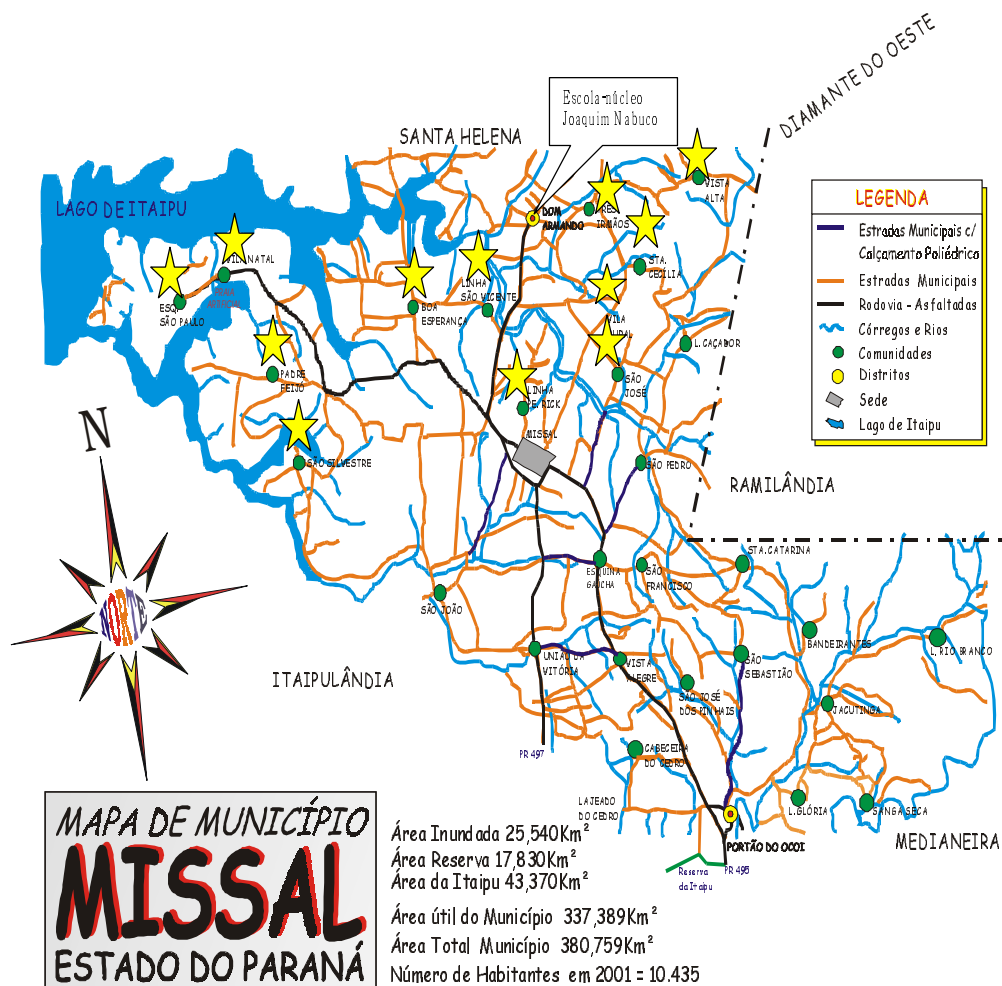 Escola-núcleo
Joaquim Nabuco
DIAMANTE DO OESTE
SANTA HELENA
LAGO DE ITAIPU
DOM
ARMANDO
IRMÃOS
VISTA
ALTA
STA.
CECÍLIA
NATAL
ESQ.
SÃO PAULO
BOA
ESPERANÇA
LINHA
SÃO VICENTE
VILA
L. CAÇADOR
PADRE
FEIJÓ
LINHA
RICK
SÃO
JOSÉ
MISSAL
SÃO SILVESTRE
SÃO PEDRO
LEGENDA
Estradas Municipais c/
Calçamento Poliédrico
Estradas Municipais
Rodovia - Asfaltadas
Córregos e Rios
Comunidades
Distritos
Sede
Lago de Itaipu
N
NORTE
RAMILÂNDIA
STA. CATARINA
ESQUINA
GAÚCHA
SÃO
FRANCISCO
SÃO JOÃO
BANDEIRANTES
L. RIO BRANCO
UNIÃO DA
VITÓRIA
VISTA
ALEGRE
SÃO
SEBASTIÃO
ITAIPULÂNDIA
SÃO JOSÉ
DOS PINHAIS
JACUTINGA
PR 497
CABECEIRA
DO CEDRO
LAJEADO
DO CEDRO
L. GLÓRIA
SANGA SECA
PORTÃO DO OCOI
MEDIANEIRA
Reserva
da Itaipu
PR 495
MAPA DE MUNICÍPIO
MISSAL
ESTADO DO PARANÁ
Área Inundada 25,540Km²
Área Reserva 17,830Km²
Área da Itaipu 43,370Km²
Área útil do Município 337,389Km²
Área Total Município 380,759Km²
Número de Habitantes em 2001 = 10.435